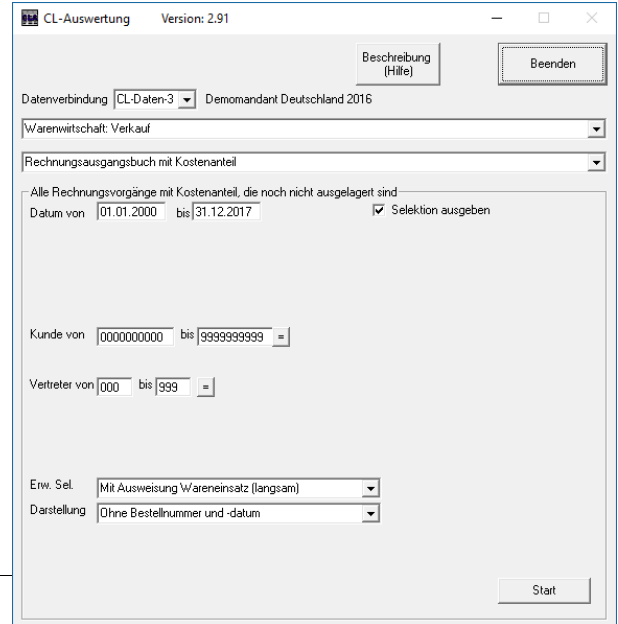 CL-Auswertung Version: 2.91
Beschreibung
(Hilfe)
Beenden
Datenverbindung CL-Daten-3 Demomandant Deutschland 2016
Warenwirtschaft: Verkauf
Rechnungsausgangsbuch mit Kostenanteil
Alle Rechnungsvorgänge mit Kostenanteil, die noch nicht ausgelagert sind
Datum von 01.01.2000 bis 31.12.2017 Selektion ausgeben
Kunde von 0000000000 bis 9999999999 =
Vertreter von 000 bis 999 =
Erw. Sel. Mit Ausweisung Wareneinsatz (langsam)
Darstellung Ohne Bestellnummer und -datum
Start